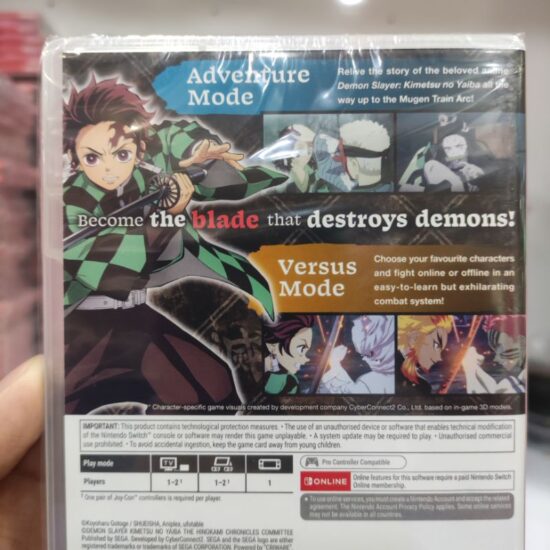 Adventure
Mode
Relive the story of the beloved anime
Demon Slayer: Kimetsu no Yaiba all the
way up to the Mugen Train Arc!
Become the blade that destroys demons!
Versus
Mode
Choose your favourite characters
and fight online or offline in an
easy-to-learn but exhilarating
combat system!
* Character-specific game visuals created by development company CyberConnect2 Co., Ltd. based on in-game 3D models.
IMPORTANT: This product contains technological protection measures. • The use of an unauthorised device or software that enables technical modification
of the Nintendo Switch™ console or software may render this game unplayable. • A system update may be required to play. • Unauthorised commercial
use prohibited. • To avoid accidental ingestion, keep the game card away from young children.
Play mode TV
Players 1-2† 1-2† 1
† One pair of Joy-Con™ controllers is required per player.
Pro Controller Compatible
ONLINE Online features for this software require a paid Nintendo Switch
Online membership.
• To use online services, you must create a Nintendo Account and accept the related
agreement. The Nintendo Account Privacy Policy applies. Some online services
may not be available in all countries.
©Koyoharu Gotoge / SHUEISHA, Aniplex, ufotable
©DEMON SLAYER KIMETSU NO YAIBA THE HINOKAMI CHRONICLES COMMITTEE
Published by SEGA. Developed by CyberConnect2. SEGA and the SEGA logo are either
registered trademarks or trademarks of SEGA CORPORATION. Powered by "CRIWARE"